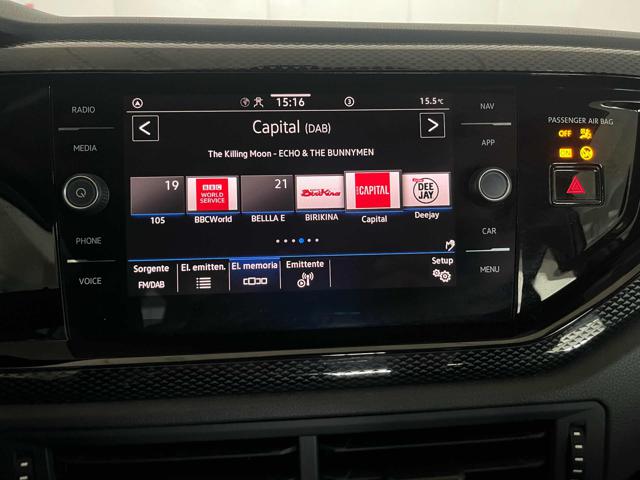 RADIO
MEDIA
PHONE
VOICE
15:16
3
15.5°C
Capital (DAB)
The Killing Moon - ECHO & THE BUNNYMEN
19
105
BBC
WORLD
SERVICE
BBCWorld
21
BELLLA E
BIRIKINA
CAPITAL
Capital
DEE
JAY
Deejay
Sorgente
FM/DAB
El. emitten.
El. memoria
Emittente
Setup
NAV
APP
CAR
MENU
PASSENGER AIR BAG
OFF